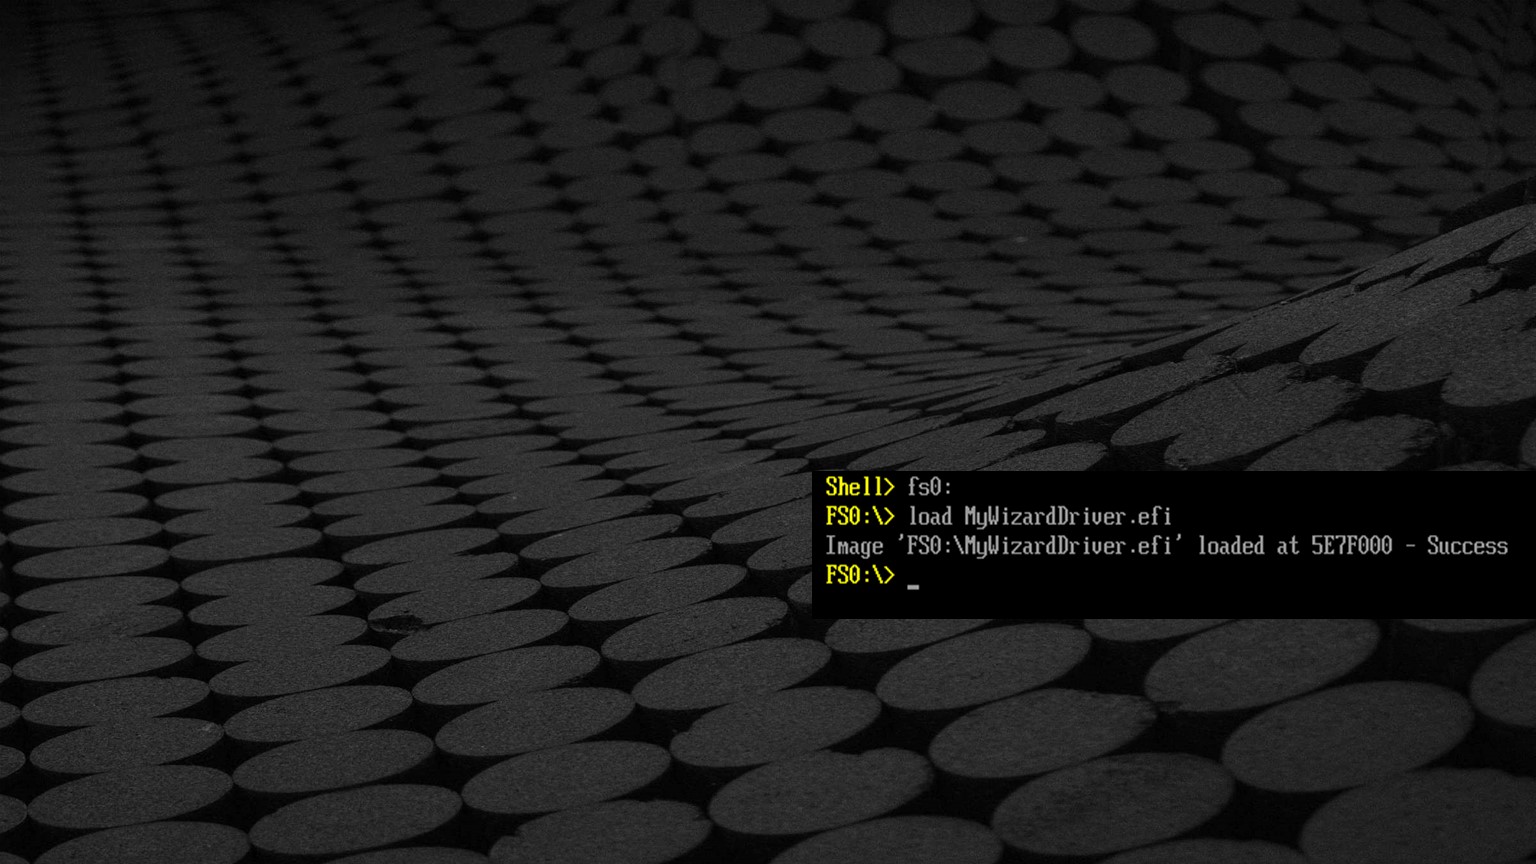 Shell> fs0:
FS0:\> load MyWizardDriver.efi
Image 'FS0:\MyWizardDriver.efi' loaded at 5E7F000 - Success
FS0:\> _